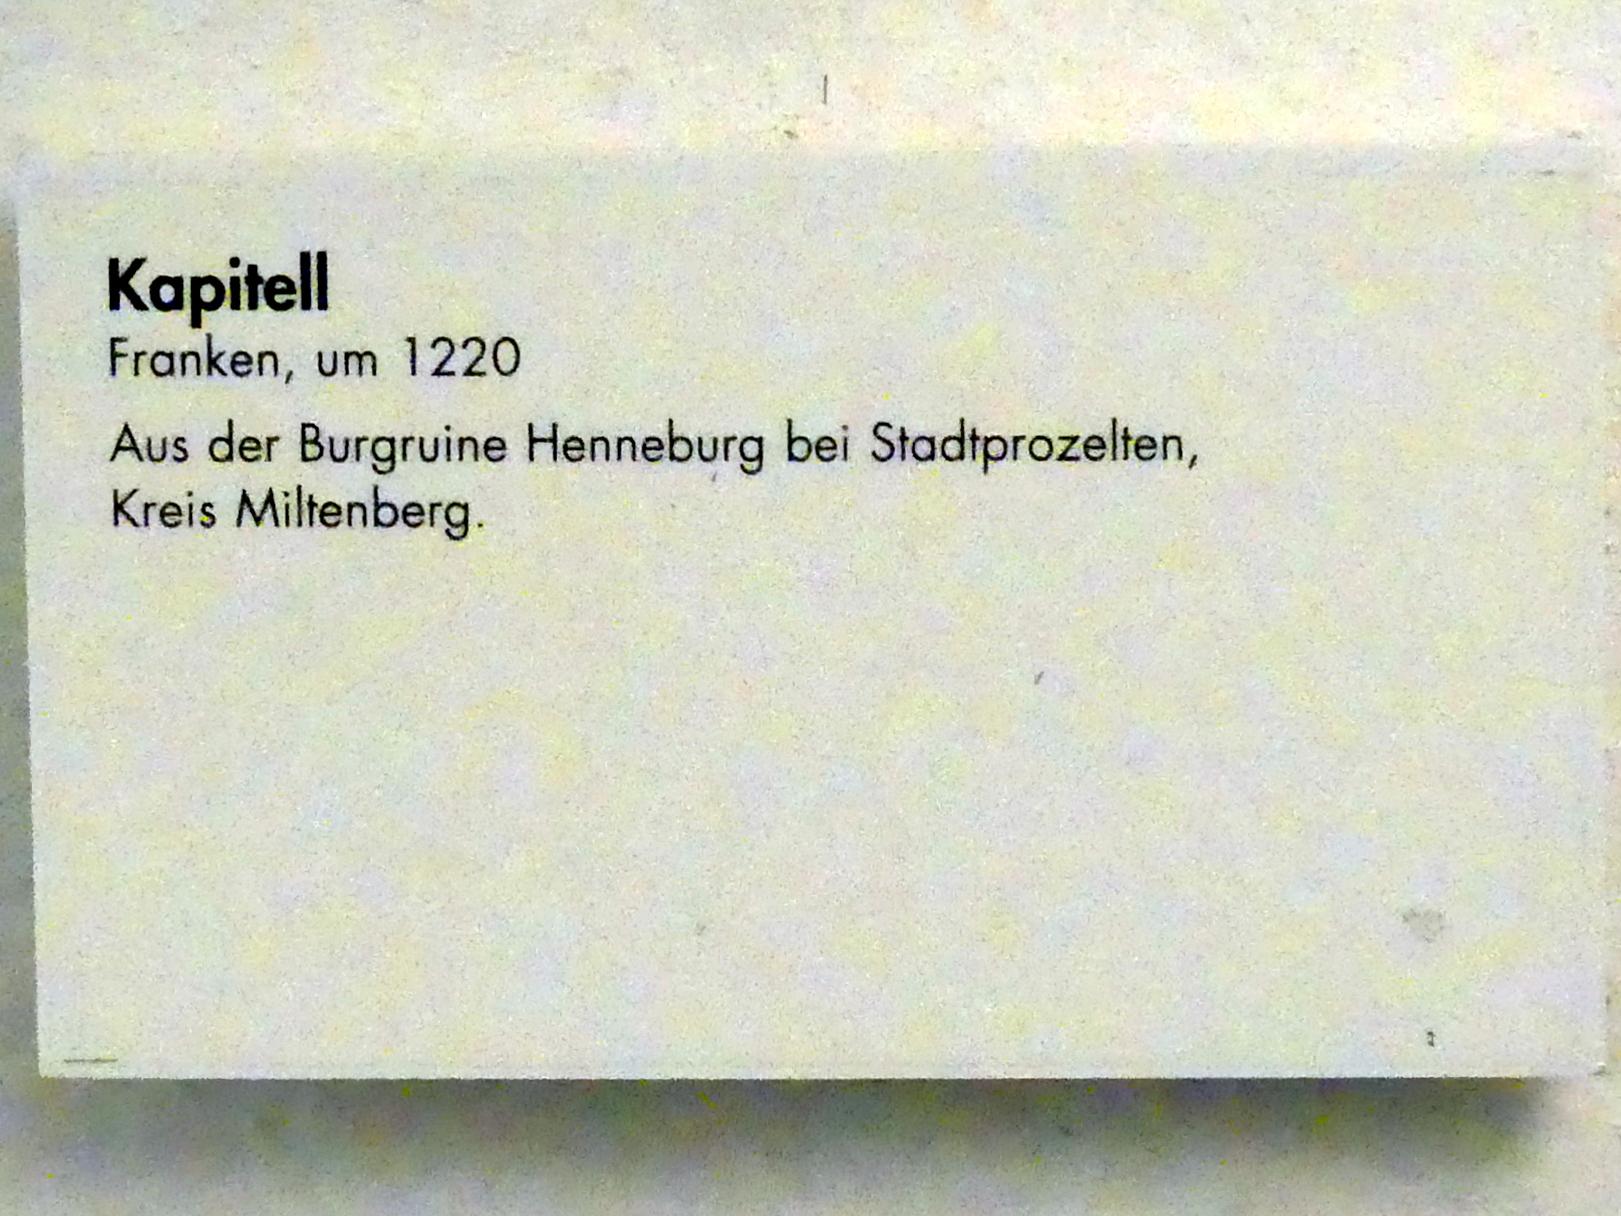 Kapitell
Franken, um 1220
Aus der Burgruine Henneburg bei Stadtprozelten,
Kreis Miltenberg.